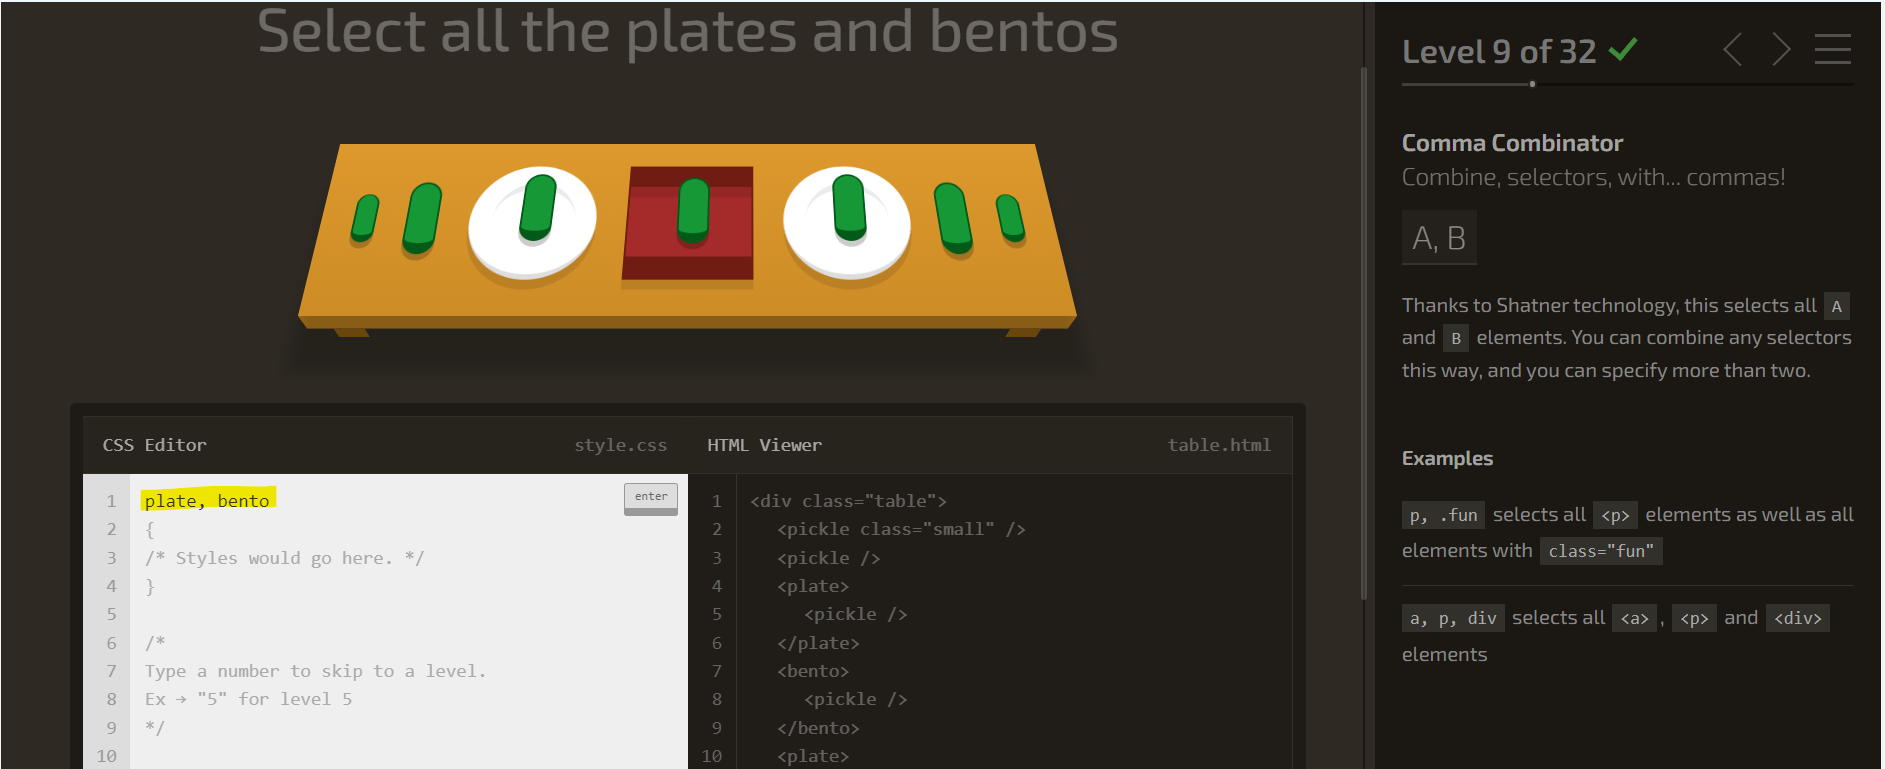 Select all the plates and bentos
CSS Editor
style.css
1 plate, bento
enter
2 {
3 /* Styles would go here. */
4 }
5
6 /*
7 Type a number to skip to a level.
8 Ex → "5" for level 5
9 */
10
HTML Viewer
table.html
1 <div class="table">
2 <pickle class="small" />
3 <pickle />
4 <plate>
5 <pickle />
6 </plate>
7 <bento>
8 <pickle />
9 </bento>
10 <plate>
Level 9 of 32
Comma Combinator
Combine, selectors, with... commas!
A, B
Thanks to Shatner technology, this selects all A
and B elements. You can combine any selectors
this way, and you can specify more than two.
Examples
p, .fun selects all <p> elements as well as all
elements with class="fun"
a, p, div selects all <a>, <p> and <div>
elements